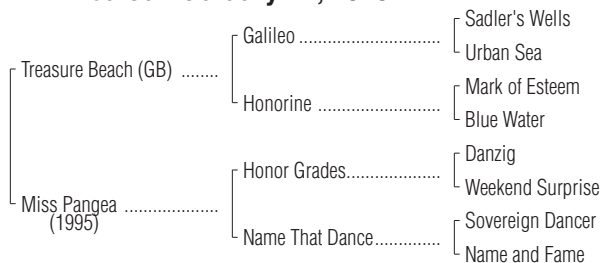 Sadler's Wells
Galileo ..................................
Urban Sea
Treasure Beach (GB) ........
Mark of Esteem
Honorine .............................
Blue Water
Danzig
Honor Grades......................
Weekend Surprise
Miss Pangea ....................
(1995)
Sovereign Dancer
Name That Dance...............
Name and Fame